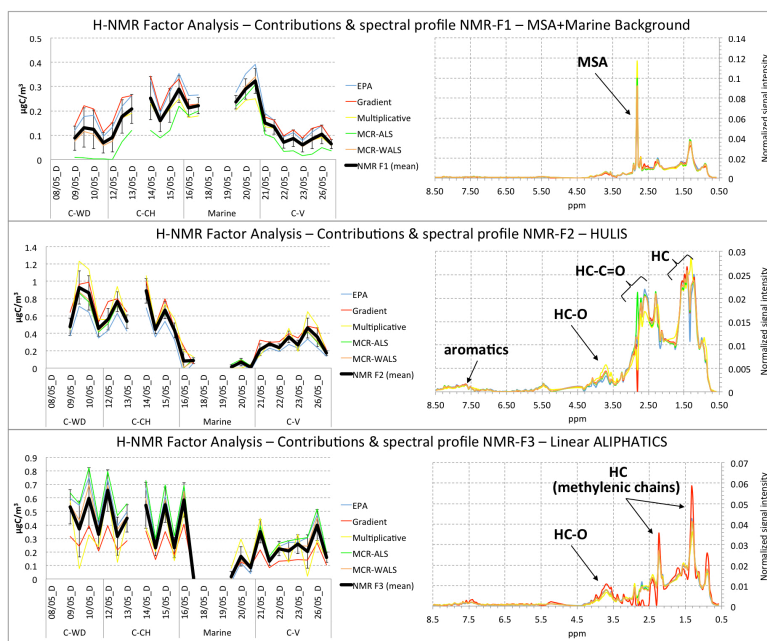 H-NMR Factor Analysis – Contributions & spectral profile NMR-F1 – MSA+Marine Background
µgC/m³
0.5
0.4
0.3
0.2
0.1
0
08/05_D
09/05_D
10/05_D
12/05_D
13/05_D
14/05_D
15/05_D
16/05_D
17/05_D
19/05_D
20/05_D
21/05_D
22/05_D
23/05_D
26/05_D
C-WD
C-CH
Marine
C-V
EPA
Gradient
Multiplicative
MCR-ALS
MCR-WALS
NMR F1 (mean)
MSA
0.14
0.12
0.1
0.08
0.06
0.04
0.02
0
Normalized signal intensity
8.50 7.50 6.50 5.50 4.50 3.50 2.50 1.50 0.50
ppm
H-NMR Factor Analysis – Contributions & spectral profile NMR-F2 – HULIS
µgC/m³
1.4
1.2
1
0.8
0.6
0.4
0.2
0
08/05_D
09/05_D
10/05_D
12/05_D
13/05_D
14/05_D
15/05_D
16/05_D
17/05_D
19/05_D
20/05_D
21/05_D
22/05_D
23/05_D
26/05_D
C-WD
C-CH
Marine
C-V
EPA
Gradient
Multiplicative
MCR-ALS
MCR-WALS
NMR F2 (mean)
aromatics
HC-O
HC-C=O
HC
0.03
0.025
0.02
0.015
0.01
0.005
0
Normalized signal intensity
8.50 7.50 6.50 5.50 4.50 3.50 2.50 1.50 0.50
ppm
H-NMR Factor Analysis – Contributions & spectral profile NMR-F3 – Linear ALIPHATICS
µgC/m³
0.9
0.8
0.7
0.6
0.5
0.4
0.3
0.2
0.1
0
08/05_D
09/05_D
10/05_D
12/05_D
13/05_D
14/05_D
15/05_D
16/05_D
17/05_D
19/05_D
20/05_D
21/05_D
22/05_D
23/05_D
26/05_D
C-WD
C-CH
Marine
C-V
EPA
Gradient
Multiplicative
MCR-ALS
MCR-WALS
NMR F3 (mean)
HC
(methylenic chains)
HC-O
0.07
0.06
0.05
0.04
0.03
0.02
0.01
0
Normalized signal intensity
8.50 7.50 6.50 5.50 4.50 3.50 2.50 1.50 0.50
ppm